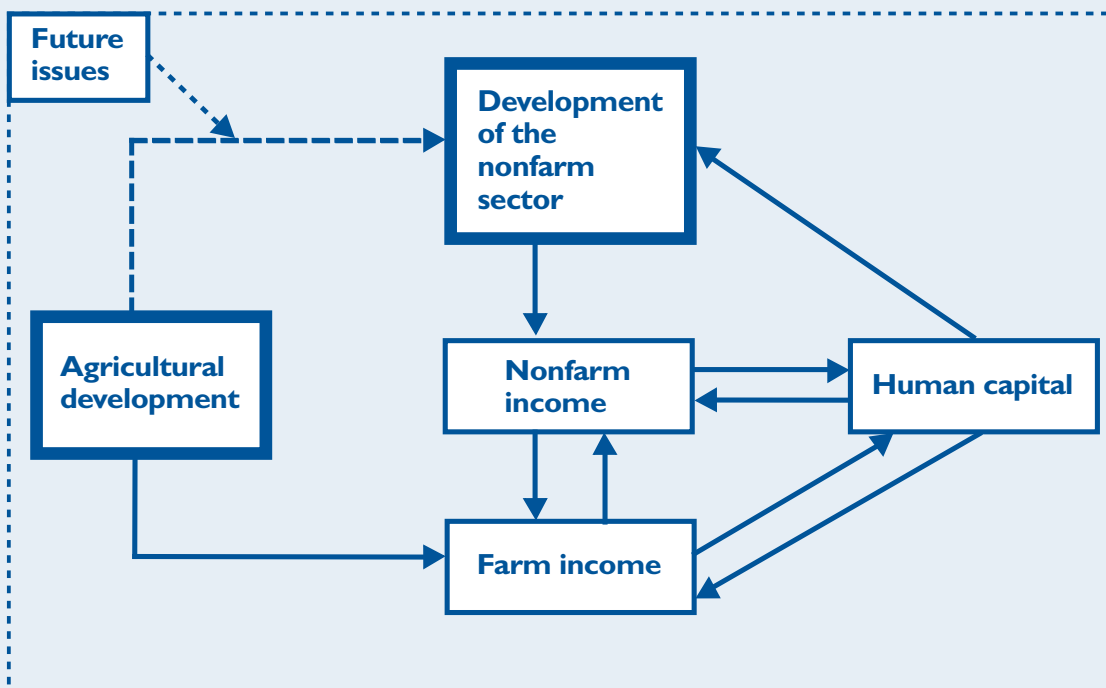 Future
issues
Development
of the
nonfarm
sector
Agricultural
development
Nonfarm
income
Human capital
Farm income